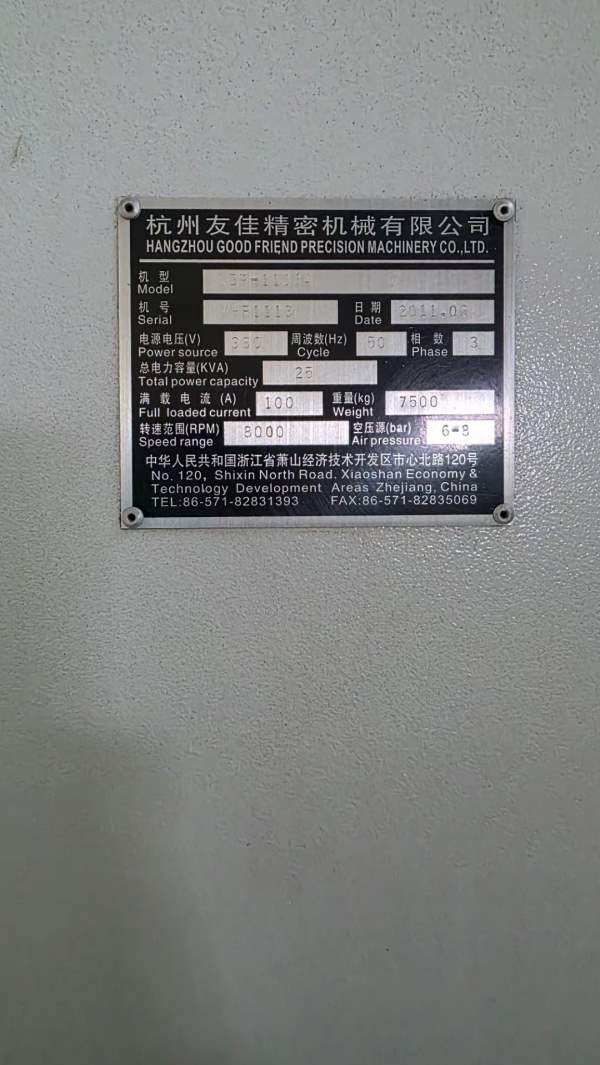 杭州友佳精密机械有限公司
HANGZHOU GOOD FRIEND PRECISION MACHINERY CO.,LTD.
机型
Model
机号 日期
Serial Date 2011.08
电源电压(V) 380 周波数(Hz) 50 相数 3
Power source Cycle Phase
总电力容量(KVA) 25
Total power capacity
满载电流(A) 100 重量(kg) 7500
Full loaded current Weight
转速范围(RPM) 8000 空压源(bar) 6-8
Speed range Air pressure
中华人民共和国浙江省萧山经济技术开发区市心北路120号
No. 120, Shixin North Road. Xiaoshan Economy &
Technology Development Areas Zhejiang, China
TEL:86-571-82831393 FAX:86-571-82835069